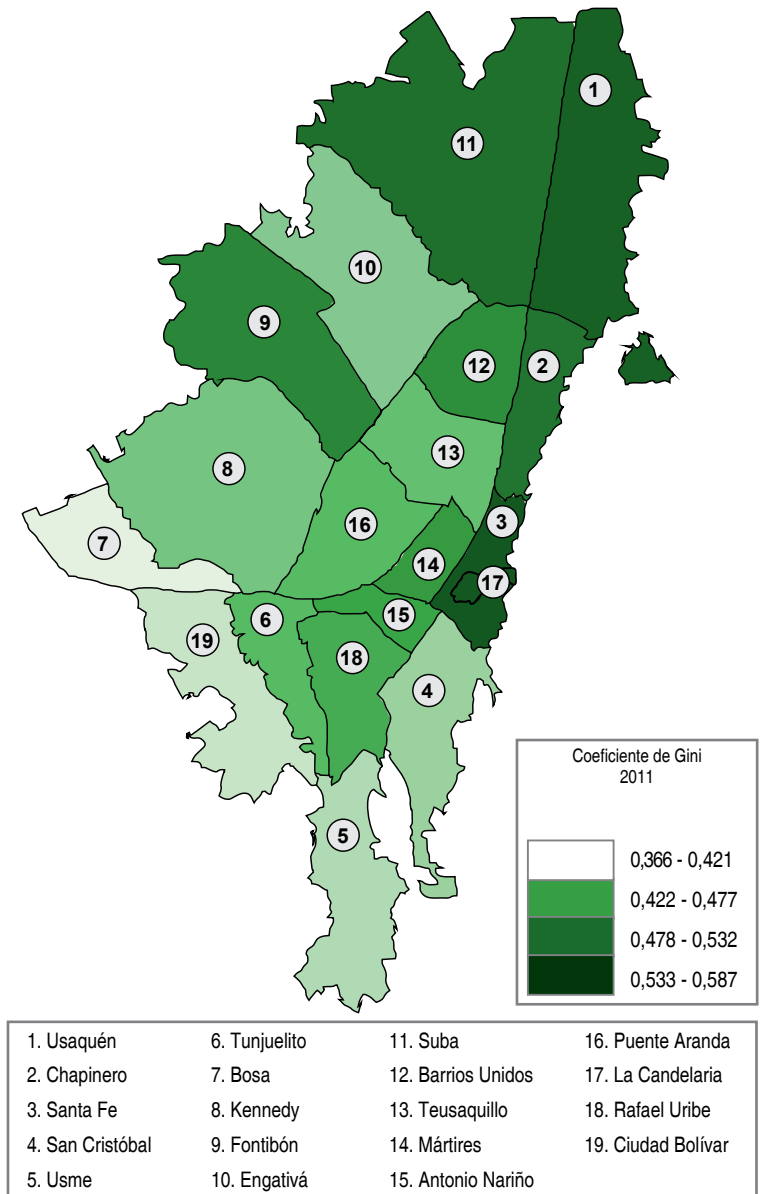 1
11
10
9
12
2
13
8
3
16
7
14
17
6
15
19
18
4
5
Coeficiente de Gini
2011
0,366 - 0,421
0,422 - 0,477
0,478 - 0,532
0,533 - 0,587
1. Usaquén 6. Tunjuelito 11. Suba 16. Puente Aranda
2. Chapinero 7. Bosa 12. Barrios Unidos 17. La Candelaria
3. Santa Fe 8. Kennedy 13. Teusaquillo 18. Rafael Uribe
4. San Cristóbal 9. Fontibón 14. Mártires 19. Ciudad Bolívar
5. Usme 10. Engativá 15. Antonio Nariño